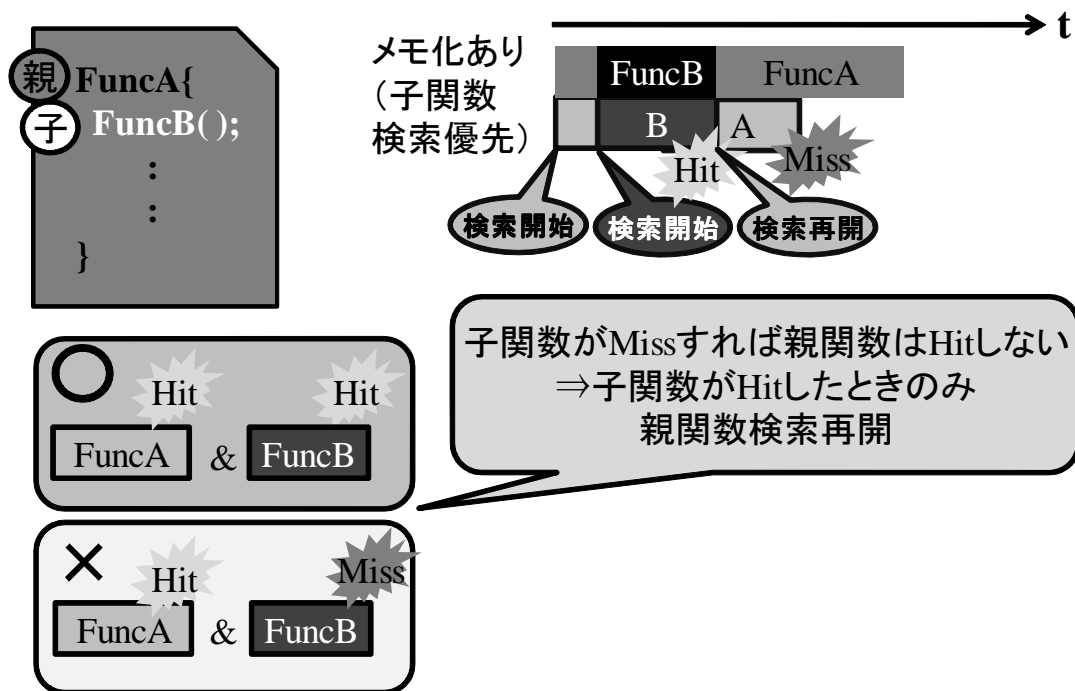 親
FuncA{
子
FuncB( );
:
:
}
t
メモ化あり
（子関数
検索優先）
FuncB
FuncA
B
A
Hit
Miss
検索開始
検索開始
検索再開
子関数がMissすれば親関数はHitしない
⇒子関数がHitしたときのみ
親関数検索再開
○
Hit
Hit
FuncA
&
FuncB
×
Hit
Miss
FuncA
&
FuncB